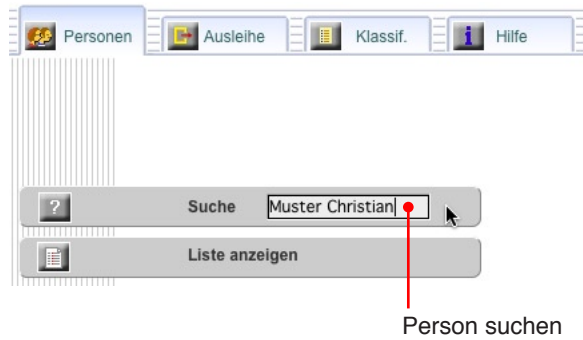 Personen Ausleihe Klassif. Hilfe
Suche Muster Christian
Liste anzeigen
Person suchen